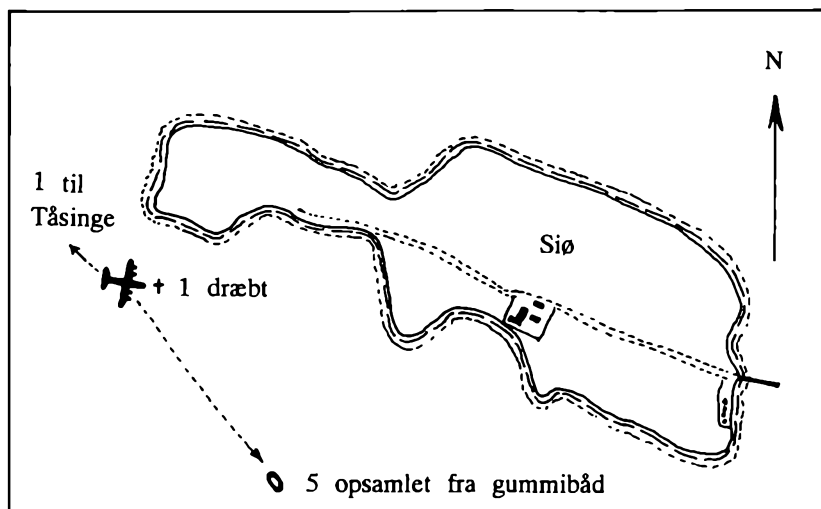 N
1 til
Tåsinge
Siø
+ 1 dræbt
5 opsamlet fra gummibåd